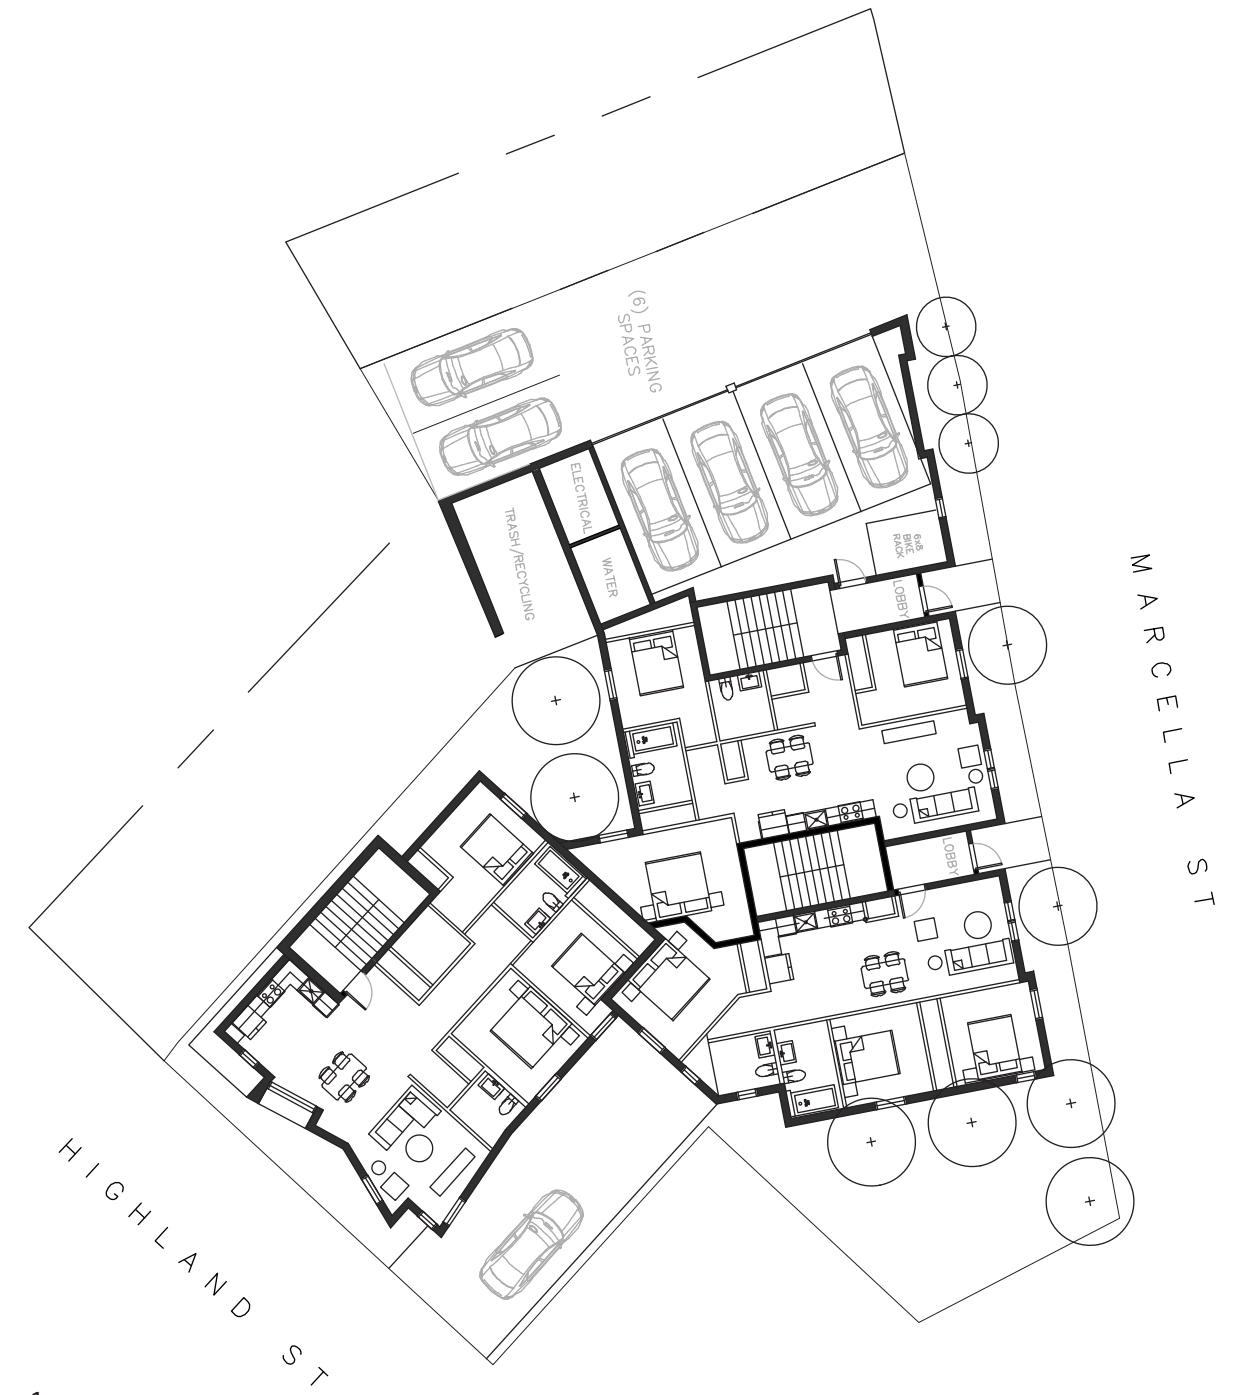 (6) PARKING
SPACES
ELECTRICAL
TRASH/RECYCLING
WATER
6x8
BIKE
RACK
LOBBY
LOBBY
MARCELLA ST
HIGHLAND ST